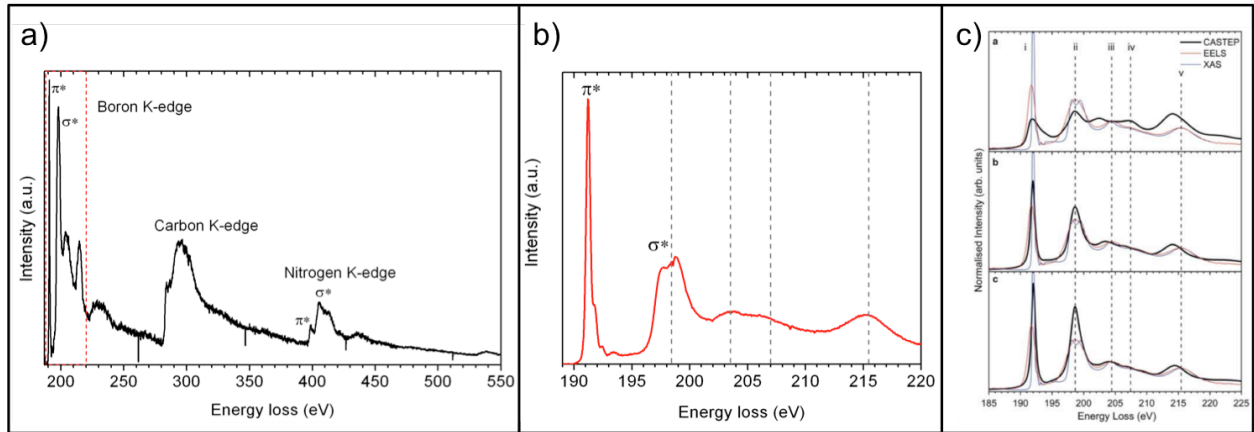 a)
π*
σ*
Boron K-edge
Carbon K-edge
Nitrogen K-edge
π*
σ*
Intensity (a.u.)
200 250 300 350 400 450 500 550
Energy loss (eV)
b)
π*
σ*
Intensity (a.u.)
190 195 200 205 210 215 220
Energy loss (eV)
c)
a
i
ii
iii
iv
v
CASTEP
EELS
XAS
b
c
Normalised Intensity (arb. units)
185 190 195 200 205 210 215 220 225
Energy Loss (eV)